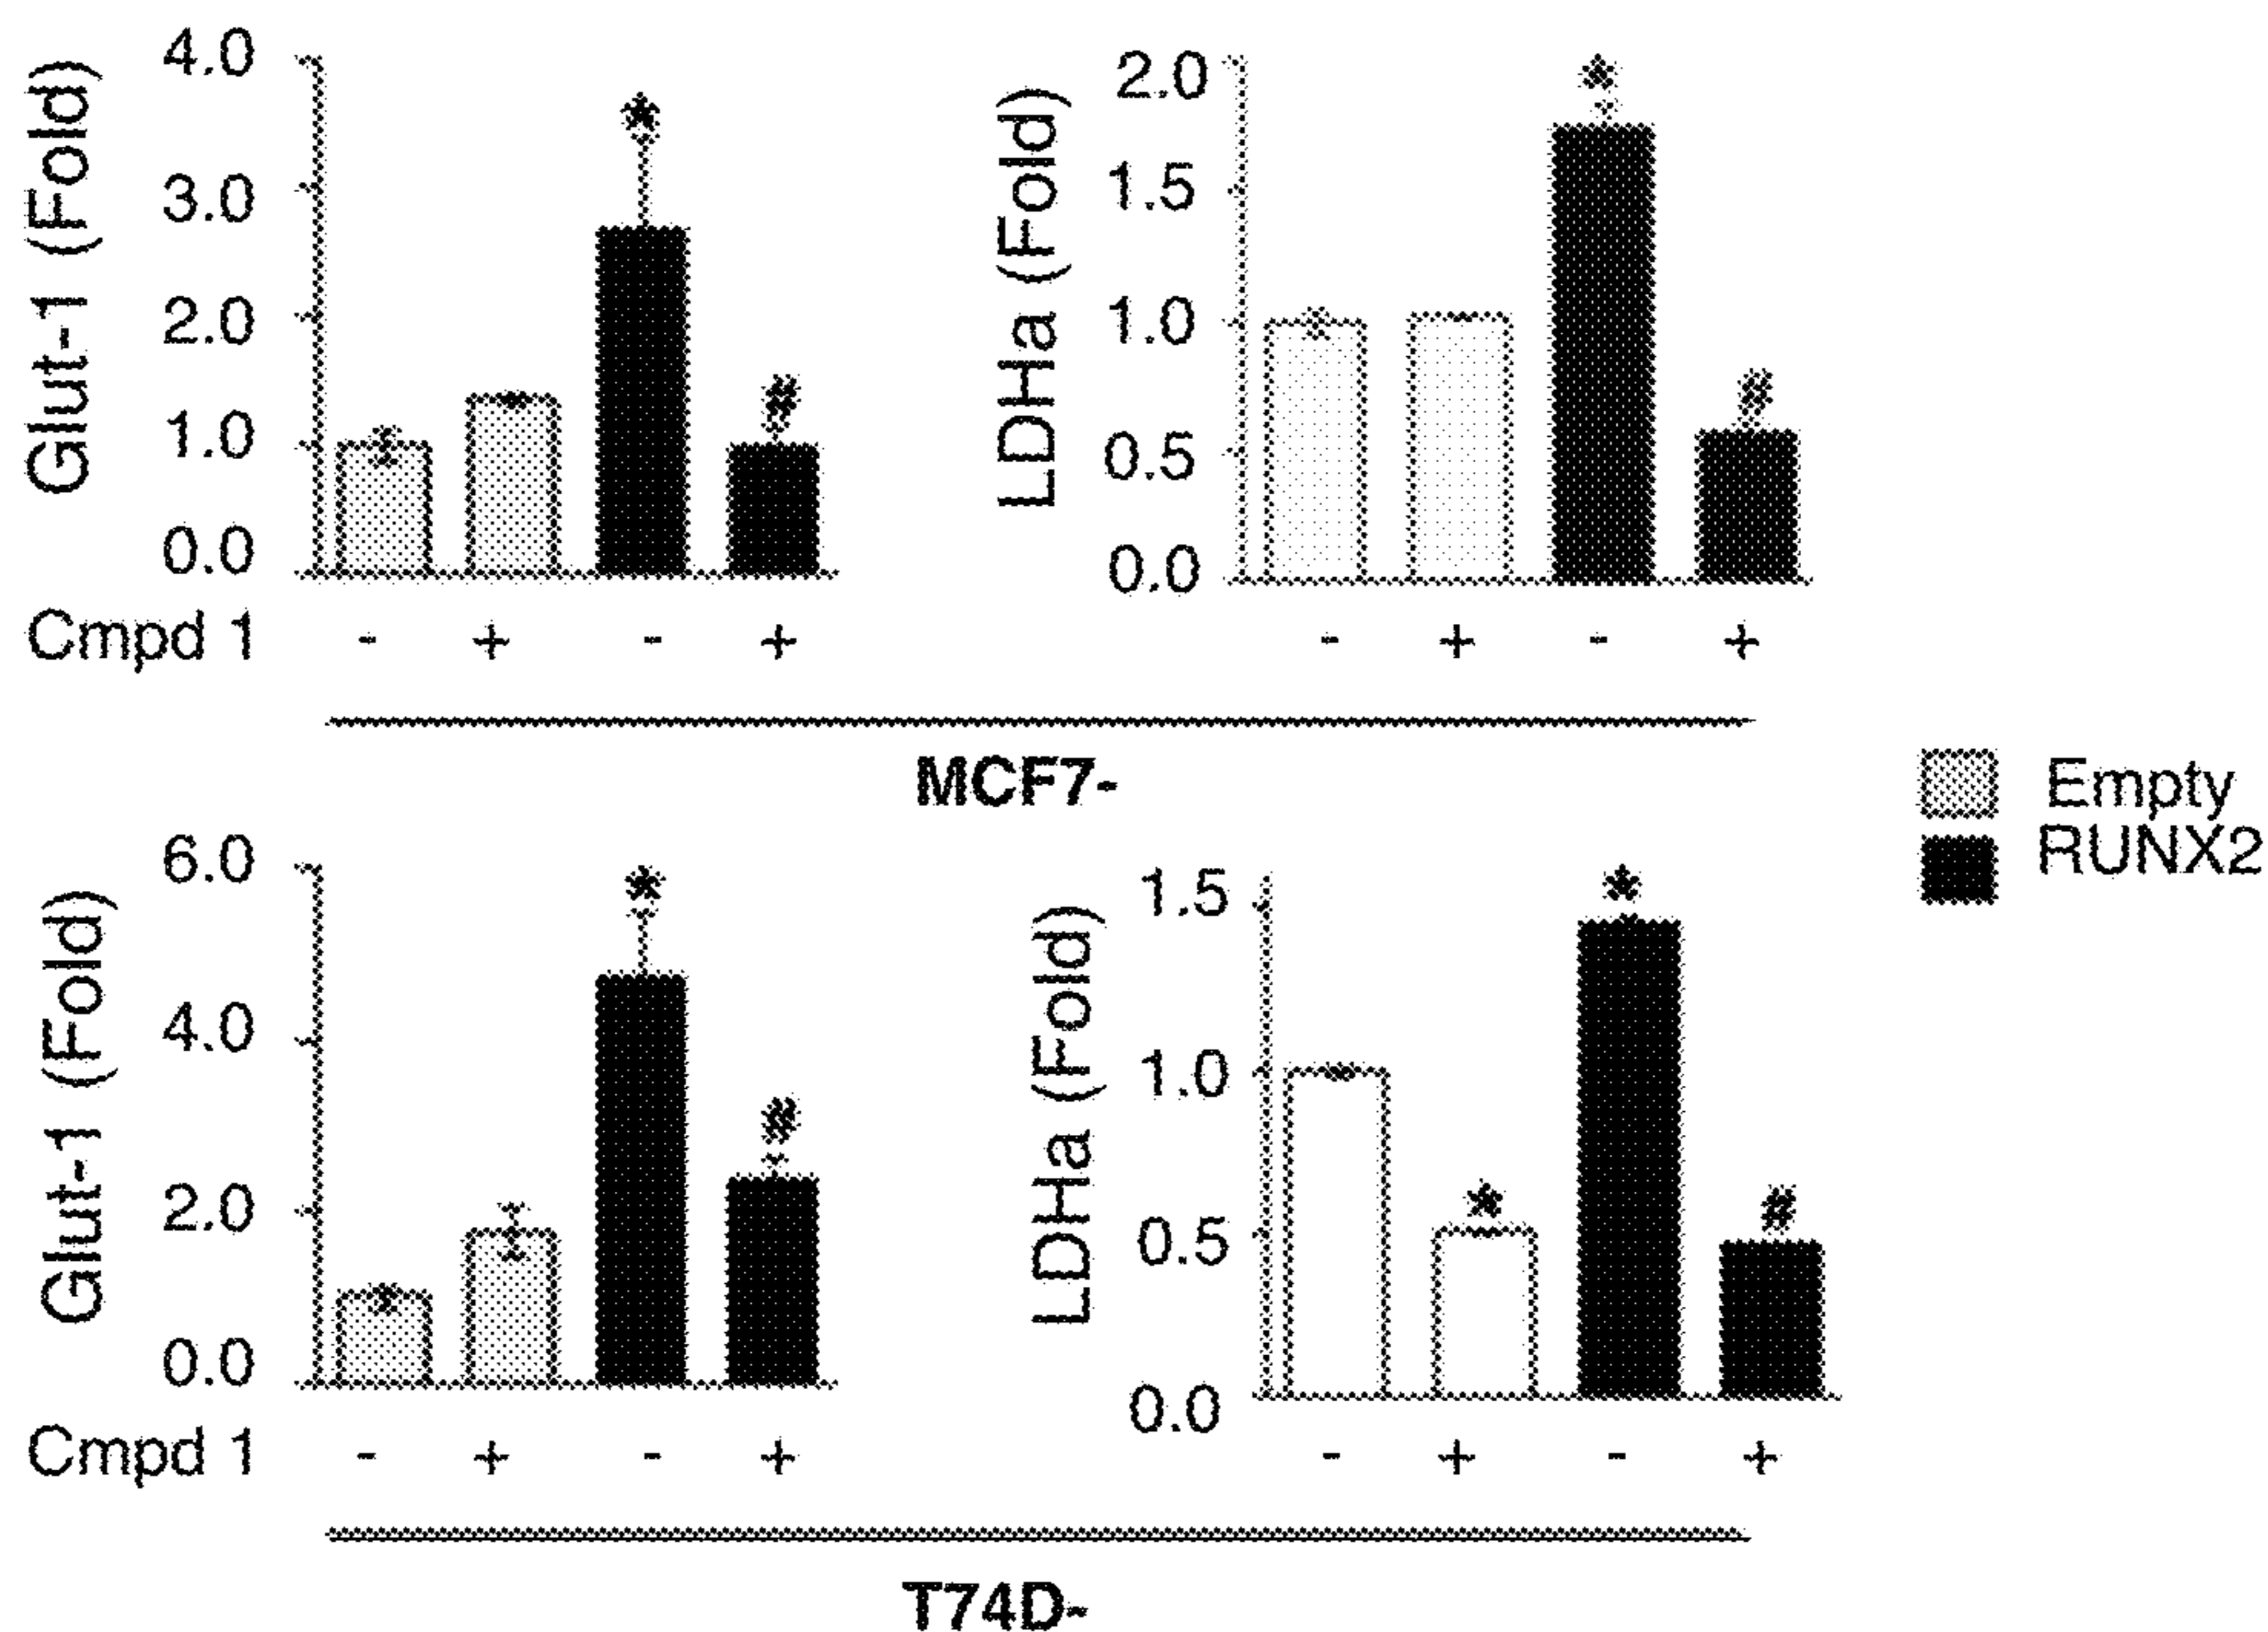 Glut-1 (Fold)
4.0
3.0
2.0
1.0
0.0
*
#
Cmpd 1 - + - +
LDHa (Fold)
2.0
1.5
1.0
0.5
0.0
*
#
- + - +
MCF7-
Empty
RUNX2
Glut-1 (Fold)
6.0
4.0
2.0
0.0
*
#
Cmpd 1 - + - +
LDHa (Fold)
1.5
1.0
0.5
0.0
*
*
#
- + - +
T74D-